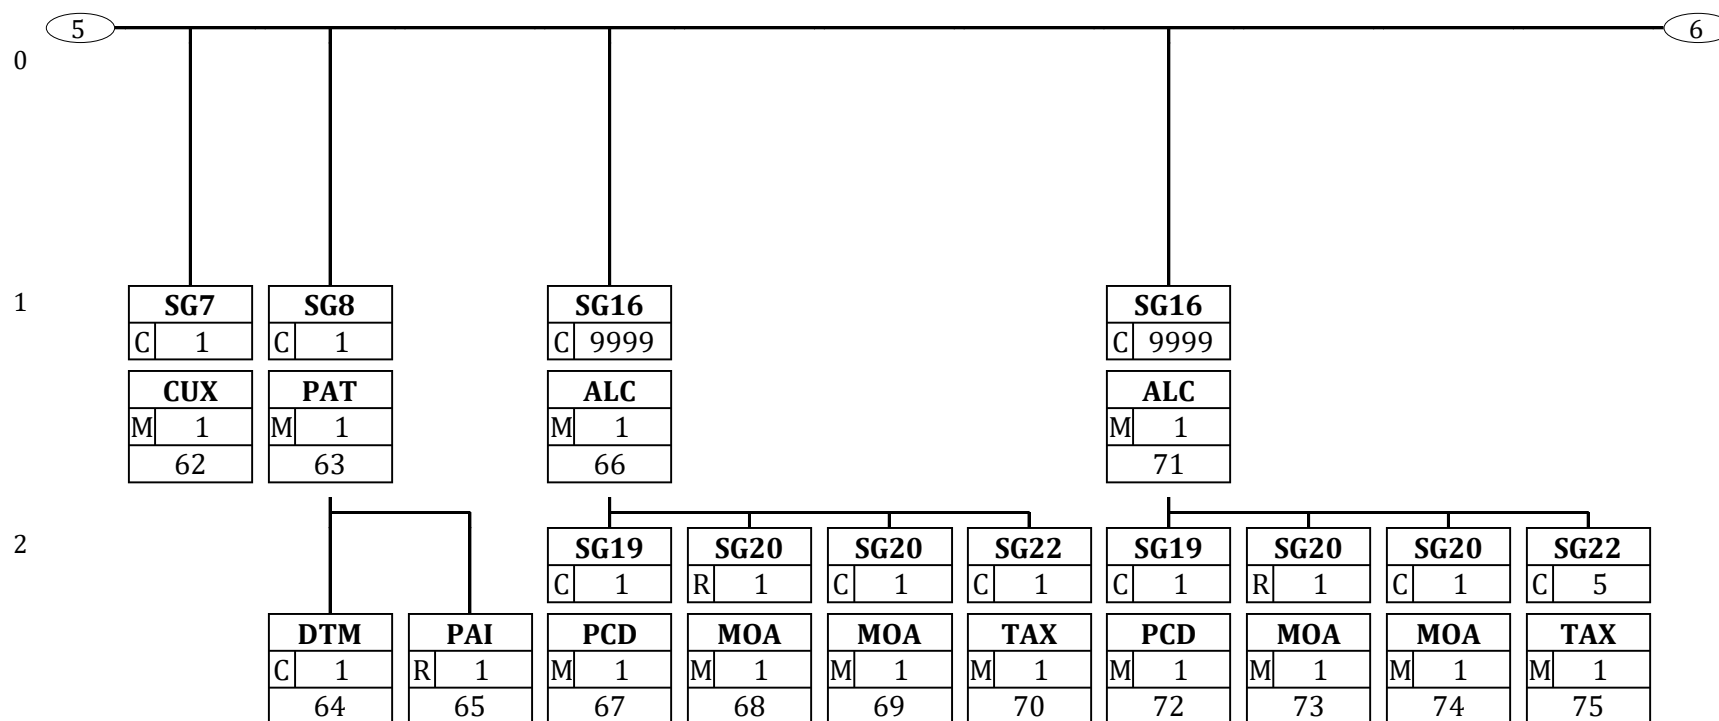 5 6
0
1
SG7 SG8 SG16 SG16
C 1 C 1 C 9999 C 9999
CUX PAT ALC ALC
M 1 M 1 M 1 M 1
62 63 66 71
2
SG19 SG20 SG20 SG22 SG19 SG20 SG20 SG22
C 1 R 1 C 1 C 1 C 1 R 1 C 1 C 5
DTM PAI PCD MOA MOA TAX PCD MOA MOA TAX
C 1 R 1 M 1 M 1 M 1 M 1 M 1 M 1 M 1 M 1
64 65 67 68 69 70 72 73 74 75